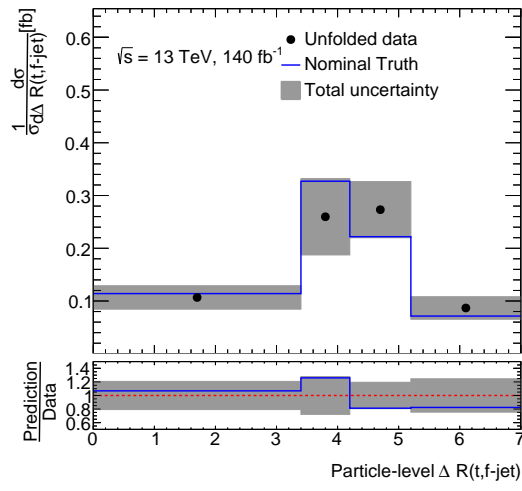 1/σ dσ/d Δ R(t,f-jet) [fb]
√s = 13 TeV, 140 fb⁻¹
Unfolded data
Nominal Truth
Total uncertainty
0.6
0.5
0.4
0.3
0.2
0.1
Prediction/Data
1.4
1.2
1
0.8
0.6
0 1 2 3 4 5 6 7
Particle-level Δ R(t,f-jet)